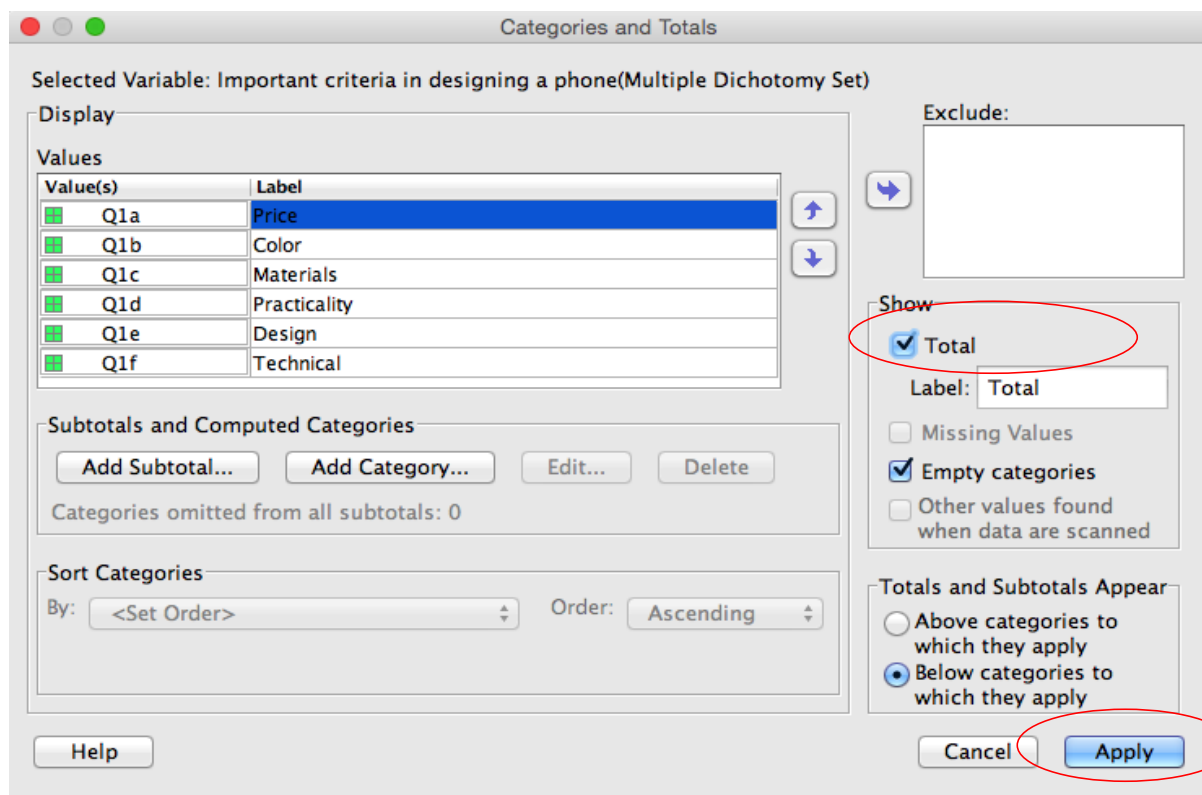 Categories and Totals
Selected Variable: Important criteria in designing a phone(Multiple Dichotomy Set)
Display
Values
Value(s) Label
Q1a Price
Q1b Color
Q1c Materials
Q1d Practicality
Q1e Design
Q1f Technical
Subtotals and Computed Categories
Add Subtotal... Add Category... Edit... Delete
Categories omitted from all subtotals: 0
Sort Categories
By: <Set Order> Order: Ascending
Exclude:
Show
Total
Label: Total
Missing Values
Empty categories
Other values found
when data are scanned
Totals and Subtotals Appear
Above categories to
which they apply
Below categories to
which they apply
Help Cancel Apply